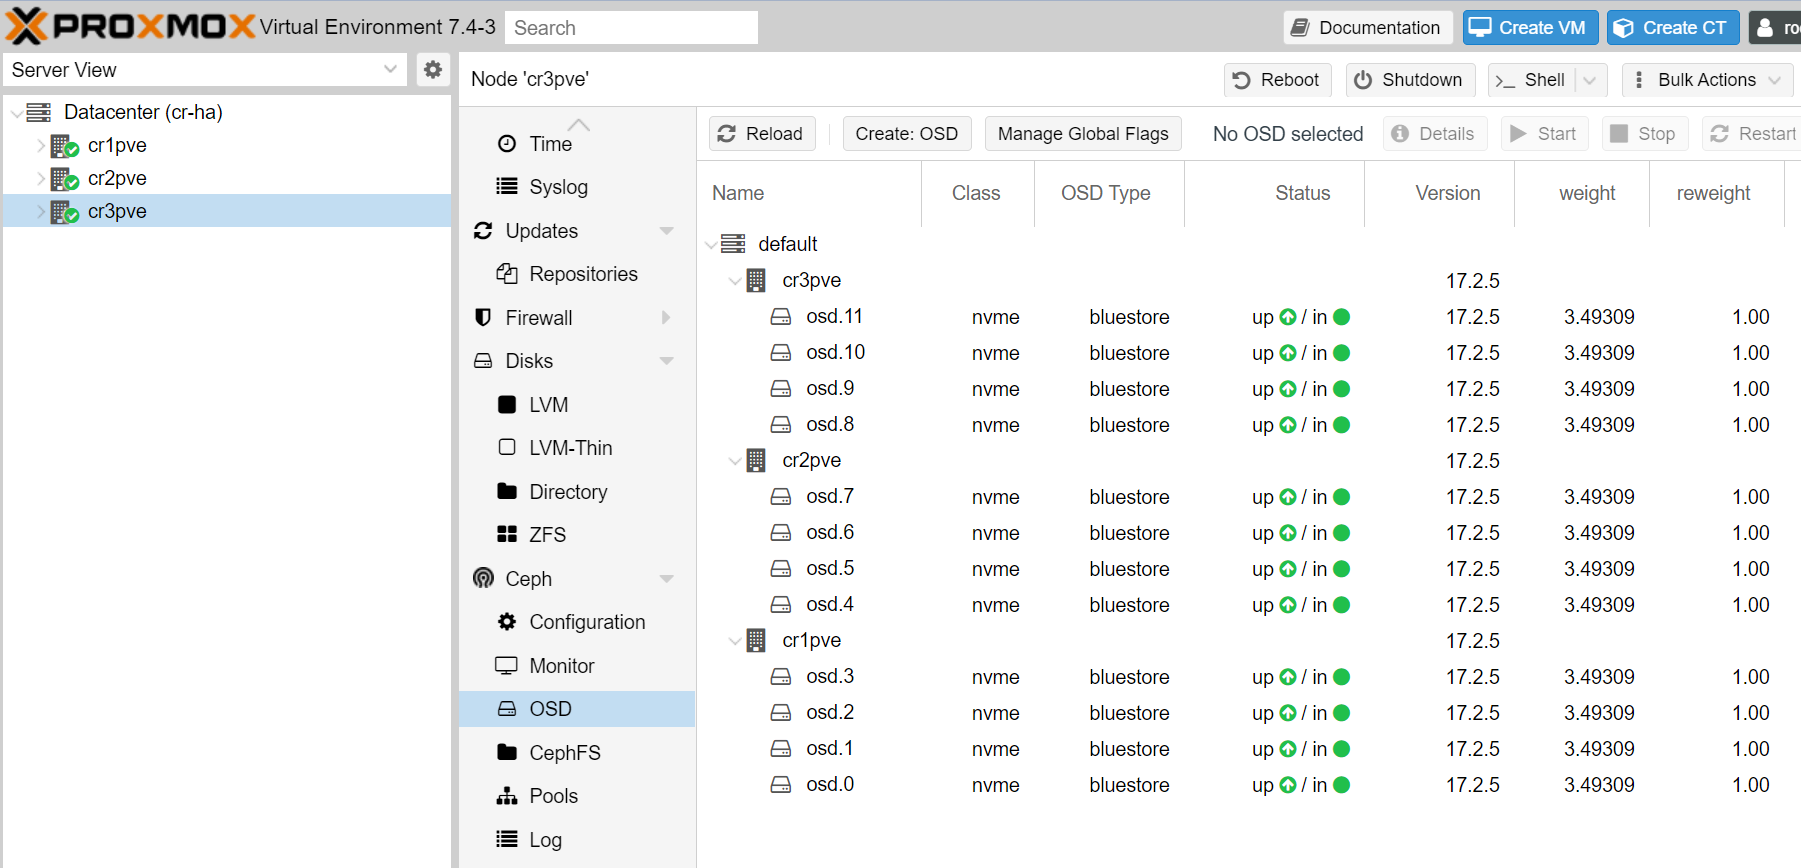 PROXMOX Virtual Environment 7.4-3 Search Documentation Create VM Create CT
Server View
Datacenter (cr-ha)
cr1pve
cr2pve
cr3pve
Node 'cr3pve' Reboot Shutdown >_ Shell Bulk Actions
Time
Syslog
Updates
Repositories
Firewall
Disks
LVM
LVM-Thin
Directory
ZFS
Ceph
Configuration
Monitor
OSD
CephFS
Pools
Log
Reload Create: OSD Manage Global Flags No OSD selected Details Start Stop Restart
Name Class OSD Type Status Version weight reweight
default
cr3pve 17.2.5
osd.11 nvme bluestore up / in 17.2.5 3.49309 1.00
osd.10 nvme bluestore up / in 17.2.5 3.49309 1.00
osd.9 nvme bluestore up / in 17.2.5 3.49309 1.00
osd.8 nvme bluestore up / in 17.2.5 3.49309 1.00
cr2pve 17.2.5
osd.7 nvme bluestore up / in 17.2.5 3.49309 1.00
osd.6 nvme bluestore up / in 17.2.5 3.49309 1.00
osd.5 nvme bluestore up / in 17.2.5 3.49309 1.00
osd.4 nvme bluestore up / in 17.2.5 3.49309 1.00
cr1pve 17.2.5
osd.3 nvme bluestore up / in 17.2.5 3.49309 1.00
osd.2 nvme bluestore up / in 17.2.5 3.49309 1.00
osd.1 nvme bluestore up / in 17.2.5 3.49309 1.00
osd.0 nvme bluestore up / in 17.2.5 3.49309 1.00